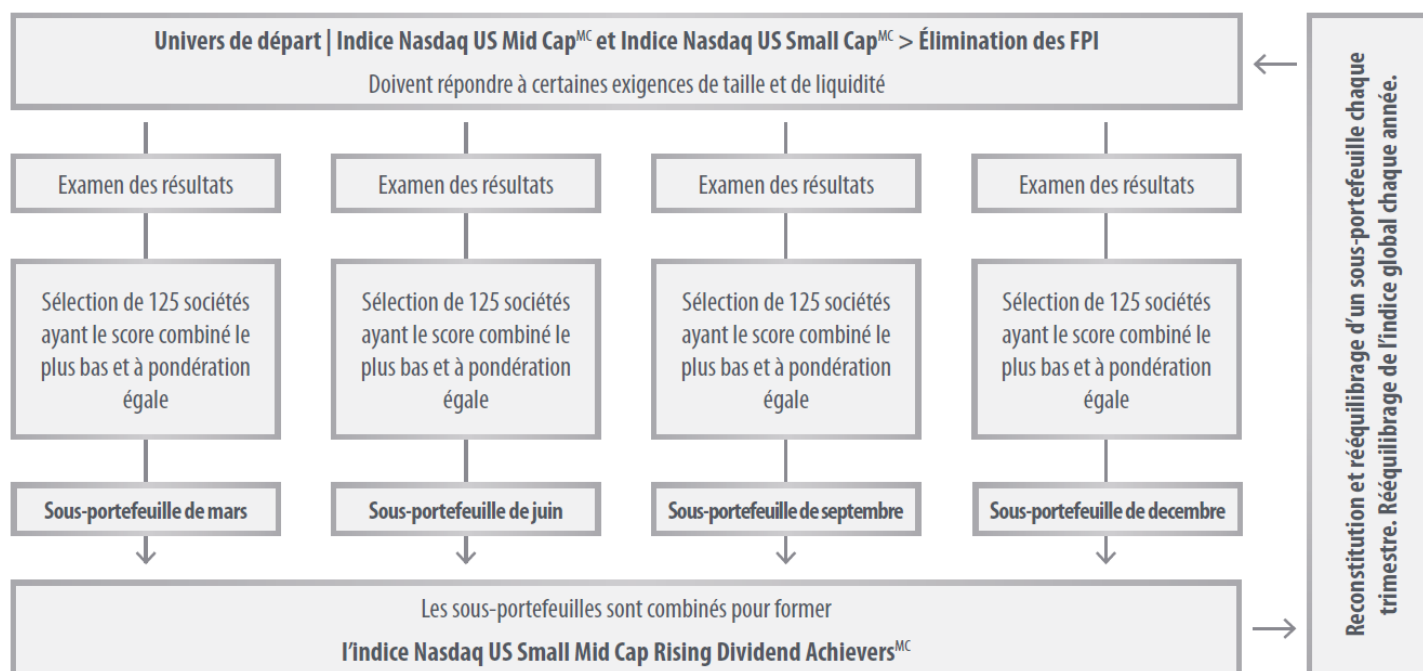 Univers de départ | Indice Nasdaq US Mid Cap^MC et Indice Nasdaq US Small Cap^MC > Élimination des FPI
Doivent répondre à certaines exigences de taille et de liquidité
Examen des résultats
Sélection de 125 sociétés
ayant le score combiné le
plus bas et à pondération
égale
Sous-portefeuille de mars
Examen des résultats
Sélection de 125 sociétés
ayant le score combiné le
plus bas et à pondération
égale
Sous-portefeuille de juin
Examen des résultats
Sélection de 125 sociétés
ayant le score combiné le
plus bas et à pondération
égale
Sous-portefeuille de septembre
Examen des résultats
Sélection de 125 sociétés
ayant le score combiné le
plus bas et à pondération
égale
Sous-portefeuille de decembre
Les sous-portefeuilles sont combinés pour former
l'indice Nasdaq US Small Mid Cap Rising Dividend Achievers^MC
Reconstitution et rééquilibrage d'un sous-portefeuille chaque
trimestre. Rééquilibrage de l'indice global chaque année.